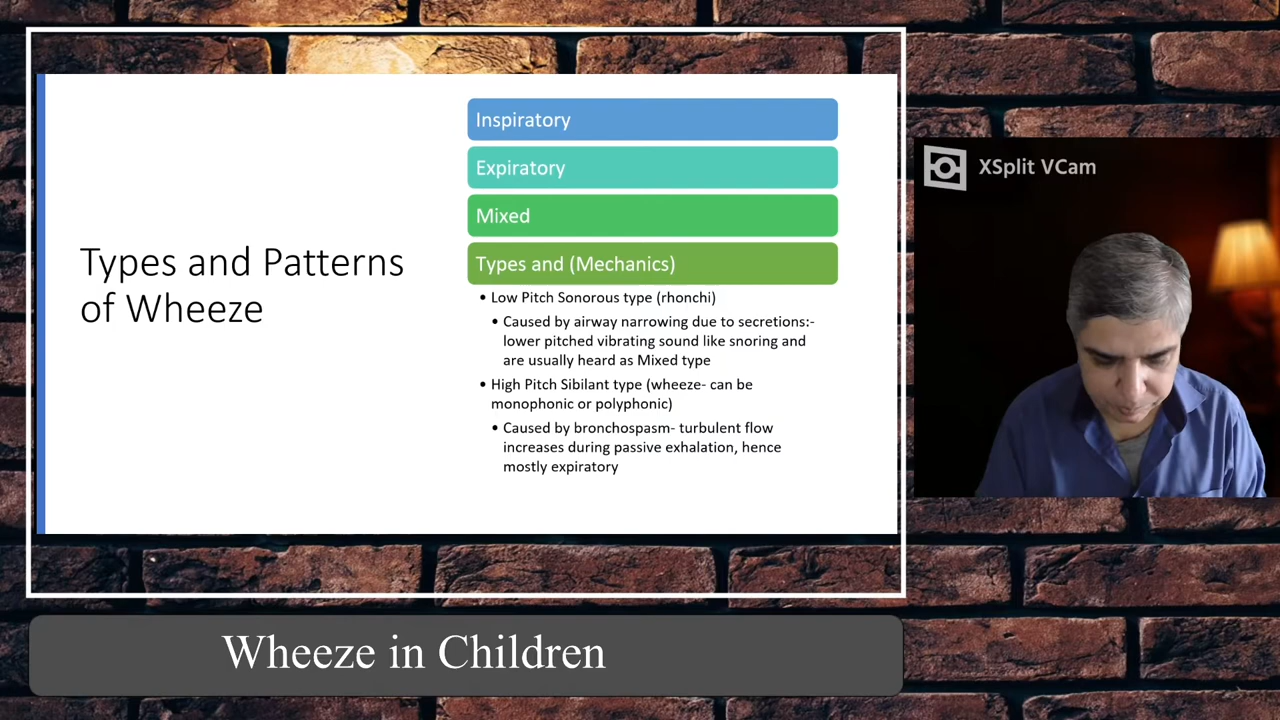 Types and Patterns
of Wheeze
Inspiratory
Expiratory
Mixed
Types and (Mechanics)
• Low Pitch Sonorous type (rhonchi)
• Caused by airway narrowing due to secretions:-
lower pitched vibrating sound like snoring and
are usually heard as Mixed type
• High Pitch Sibilant type (wheeze- can be
monophonic or polyphonic)
• Caused by bronchospasm- turbulent flow
increases during passive exhalation, hence
mostly expiratory
XSplit VCam
Wheeze in Children